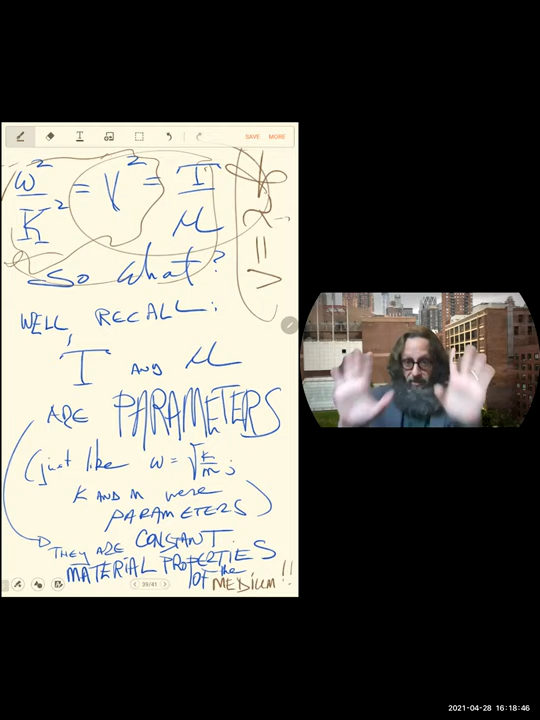 SAVE MORE
ω²/K² = V² = T/μ
So what?
WELL, RECALL:
T AND μ
ARE PARAMETERS
(just like ω = √k/m ;
K AND M were
PARAMETERS)
THEY ARE CONSTANT
MATERIAL PROPERTIES
OF the
MEDIUM!!
39/41
2021-04-28 16:18:46